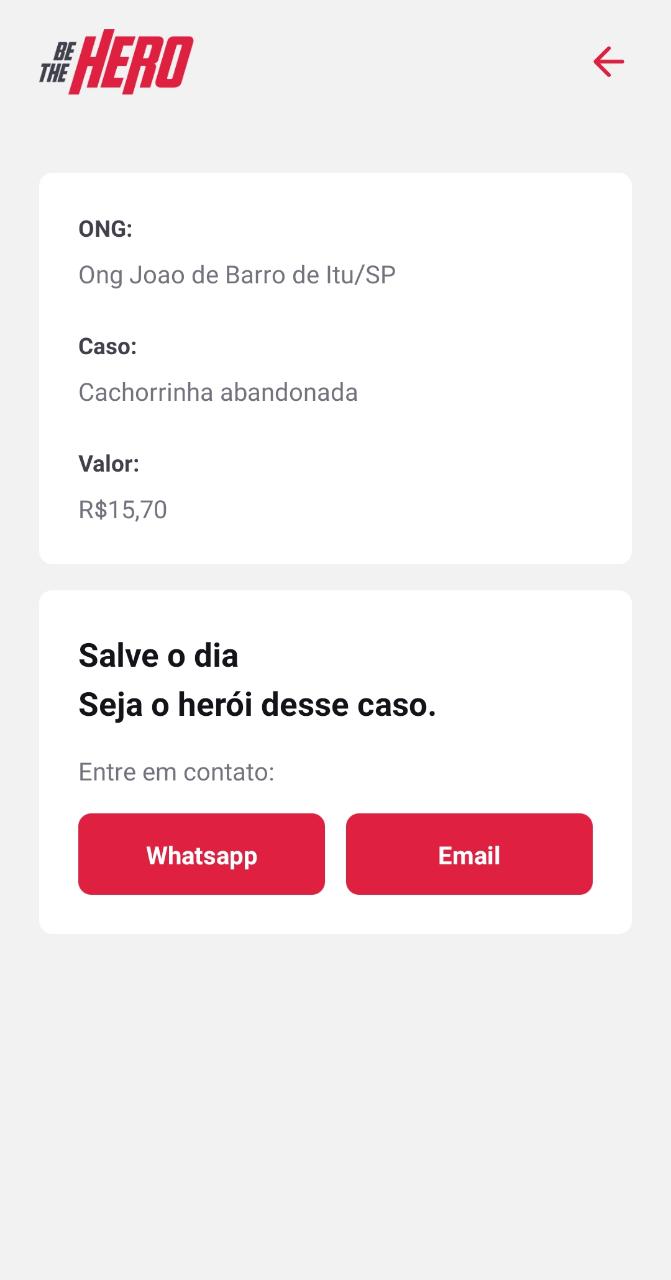 BE THE HERO
ONG:
Ong Joao de Barro de Itu/SP
Caso:
Cachorrinha abandonada
Valor:
R$15,70
Salve o dia
Seja o herói desse caso.
Entre em contato:
Whatsapp Email